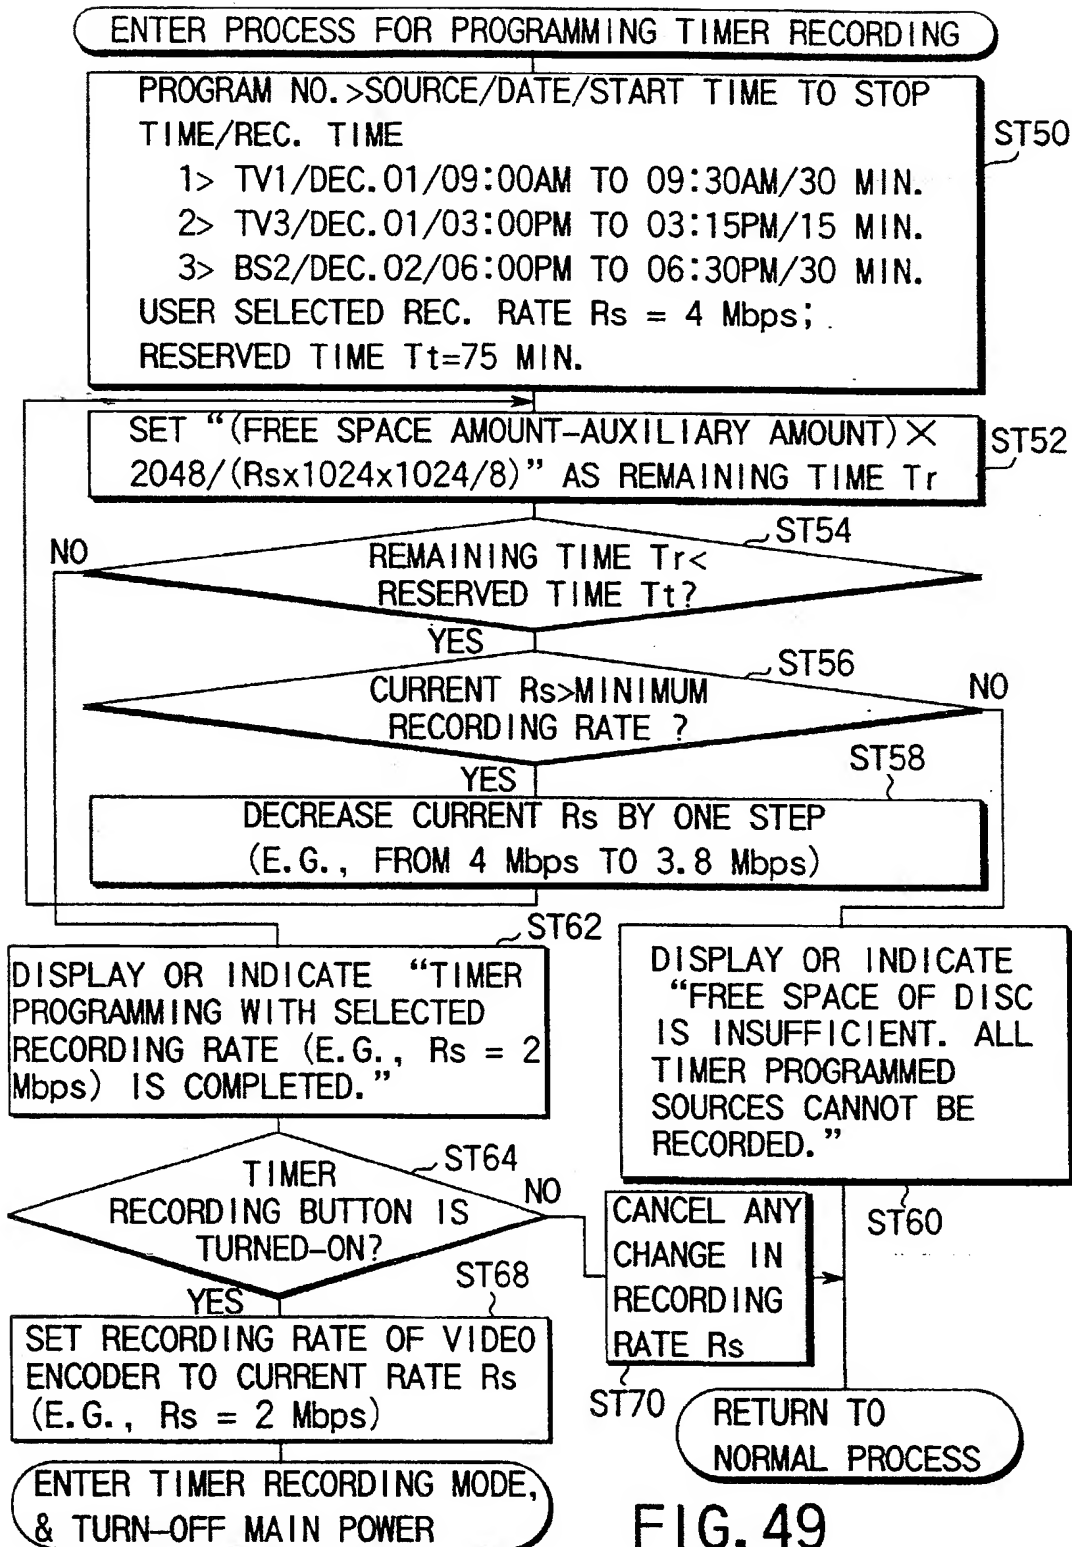 ENTER PROCESS FOR PROGRAMMING TIMER RECORDING
PROGRAM NO.>SOURCE/DATE/START TIME TO STOP
TIME/REC. TIME
1> TV1/DEC.01/09:00AM TO 09:30AM/30 MIN.
2> TV3/DEC.01/03:00PM TO 03:15PM/15 MIN.
3> BS2/DEC.02/06:00PM TO 06:30PM/30 MIN.
USER SELECTED REC. RATE Rs = 4 Mbps;
RESERVED TIME Tt=75 MIN.
ST50
SET “(FREE SPACE AMOUNT-AUXILIARY AMOUNT)×
2048/(Rsx1024x1024/8)” AS REMAINING TIME Tr
ST52
ST54
NO
REMAINING TIME Tr<
RESERVED TIME Tt?
YES
ST56
CURRENT Rs>MINIMUM
RECORDING RATE ?
NO
YES
ST58
DECREASE CURRENT Rs BY ONE STEP
(E.G., FROM 4 Mbps TO 3.8 Mbps)
ST62
DISPLAY OR INDICATE “TIMER
PROGRAMMING WITH SELECTED
RECORDING RATE (E.G., Rs = 2
Mbps) IS COMPLETED.”
DISPLAY OR INDICATE
“FREE SPACE OF DISC
IS INSUFFICIENT. ALL
TIMER PROGRAMMED
SOURCES CANNOT BE
RECORDED.”
ST60
ST64
TIMER
RECORDING BUTTON IS
TURNED-ON?
NO
YES
CANCEL ANY
CHANGE IN
RECORDING
RATE Rs
ST70
ST68
SET RECORDING RATE OF VIDEO
ENCODER TO CURRENT RATE Rs
(E.G., Rs = 2 Mbps)
RETURN TO
NORMAL PROCESS
ENTER TIMER RECORDING MODE,
& TURN-OFF MAIN POWER
FIG. 49